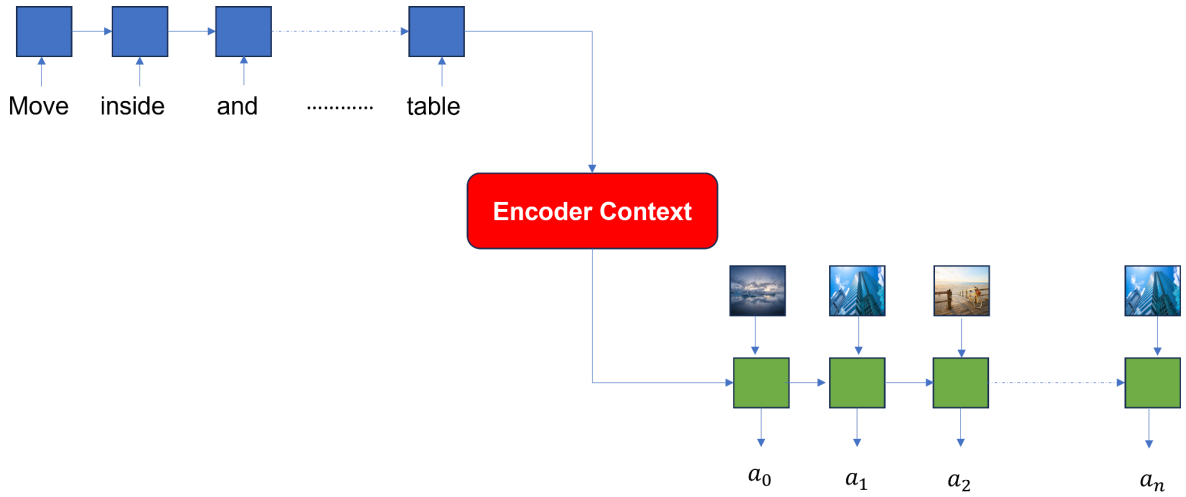 Move inside and ………… table
Encoder Context
a₀ a₁ a₂ aₙ